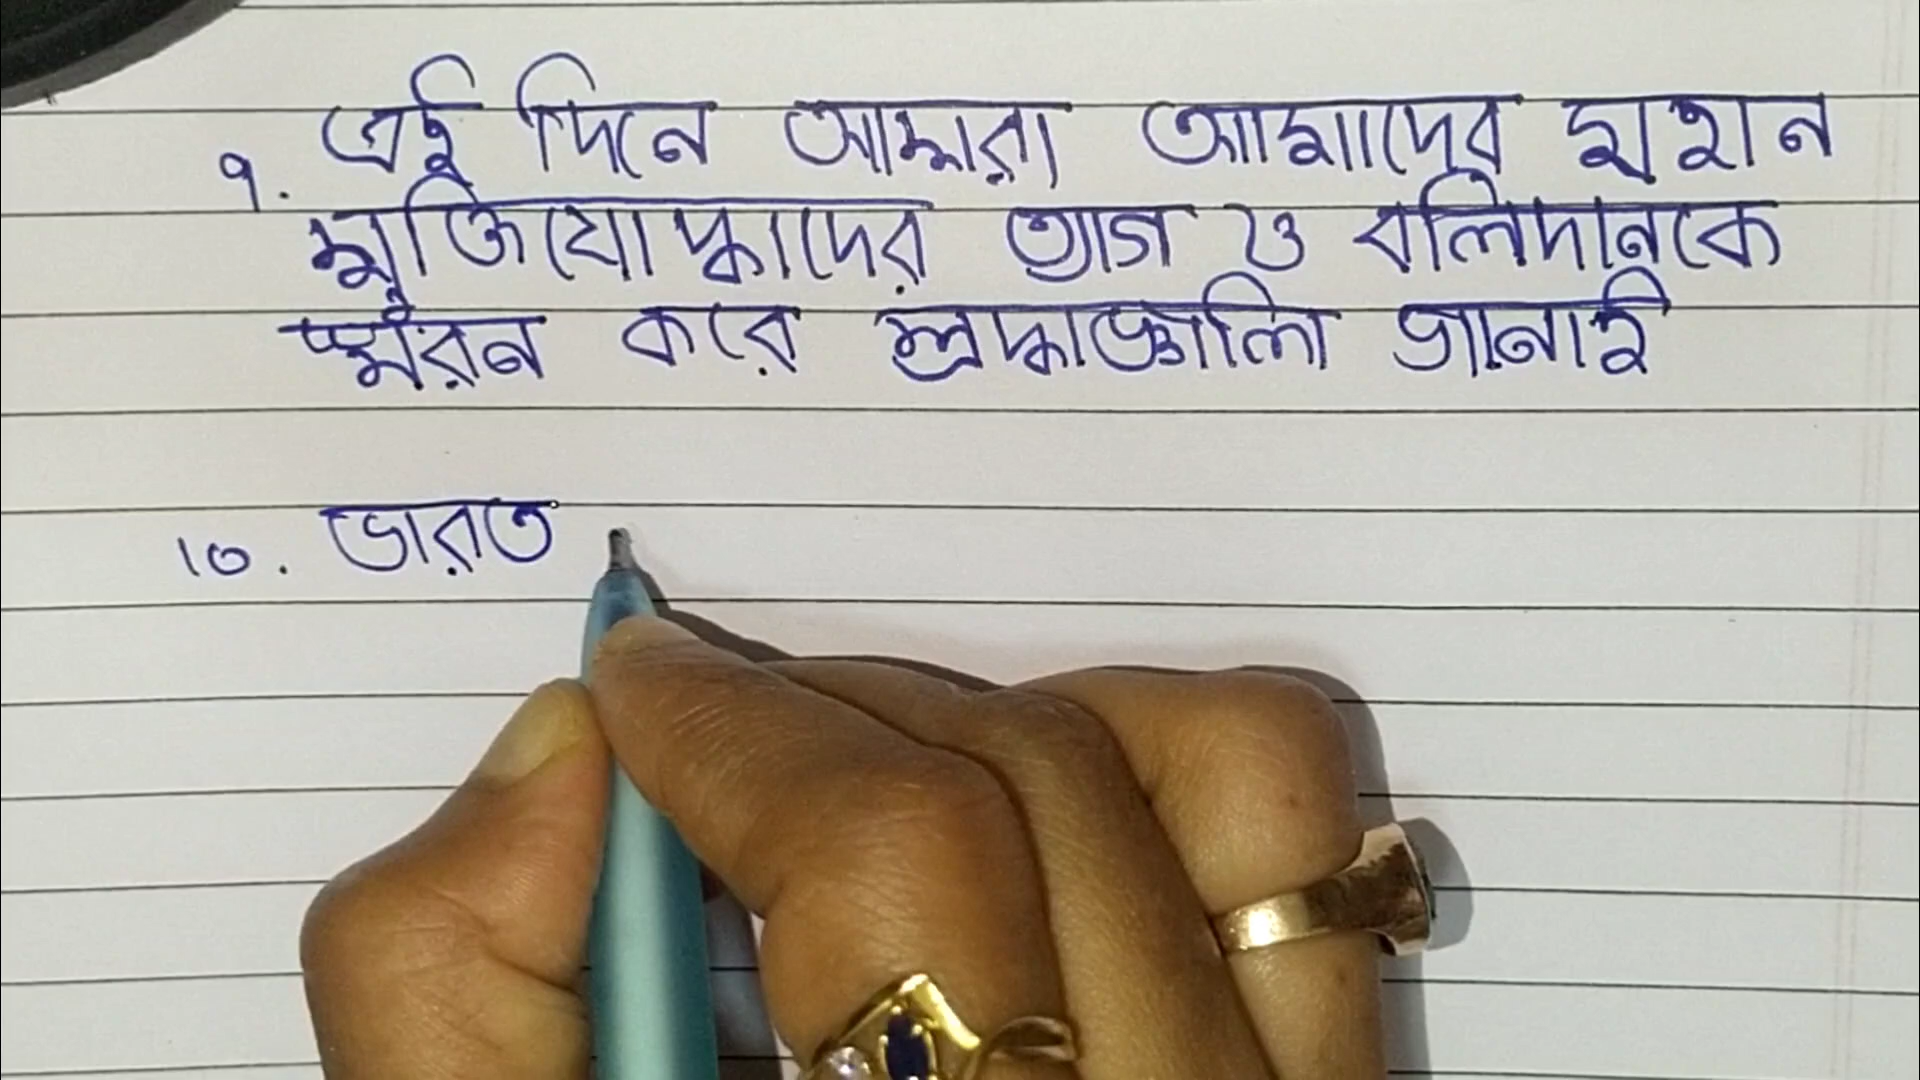 ৭. এই দিনে আমরা আমাদের মহান
মুক্তিযোদ্ধাদের ত্যাগ ও বলিদানকে
স্মরন করে শ্রদ্ধাঞ্জলি জানাই
১০. ভারত